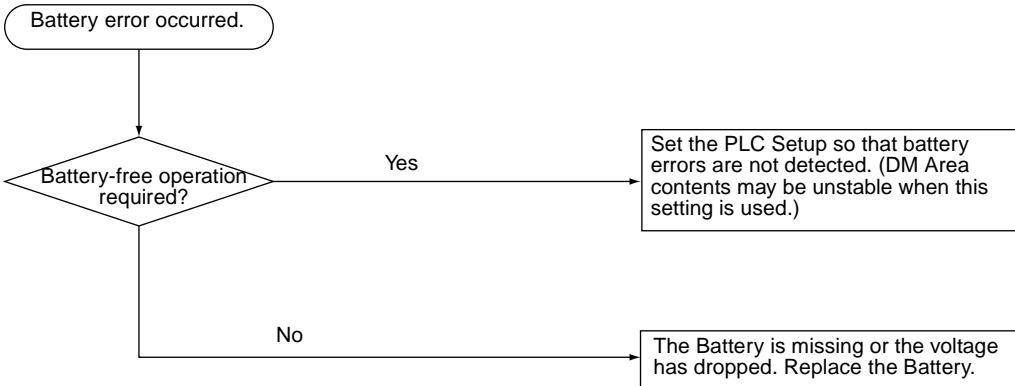 Battery error occurred.
Battery-free operation
required?
Yes
Set the PLC Setup so that battery
errors are not detected. (DM Area
contents may be unstable when this
setting is used.)
No
The Battery is missing or the voltage
has dropped. Replace the Battery.